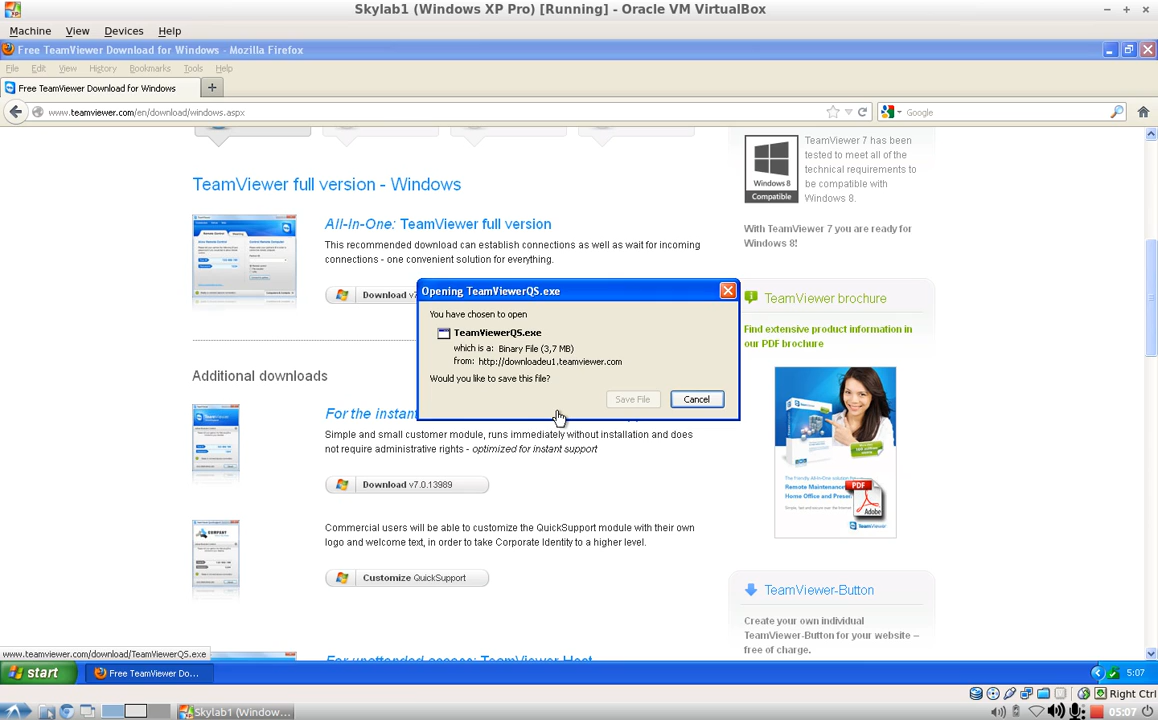 Skylab1 (Windows XP Pro) [Running] - Oracle VM VirtualBox
Machine View Devices Help
Free TeamViewer Download for Windows - Mozilla Firefox
File Edit View History Bookmarks Tools Help
Free TeamViewer Download for Windows
www.teamviewer.com/en/download/windows.aspx
Google
TeamViewer full version - Windows
All-In-One: TeamViewer full version
This recommended download can establish connections as well as wait for incoming
connections - one convenient solution for everything.
Download v7
Opening TeamViewerQS.exe
You have chosen to open
TeamViewerQS.exe
which is a: Binary File (3,7 MB)
from: http://downloadeu1.teamviewer.com
Would you like to save this file?
Save File
Cancel
Additional downloads
For the instant
Simple and small customer module, runs immediately without installation and does
not require administrative rights - optimized for instant support
Download v7.0.13989
Commercial users will be able to customize the QuickSupport module with their own
logo and welcome text, in order to take Corporate Identity to a higher level.
Customize QuickSupport
For unattended access: TeamViewer Host
Windows 8
Compatible
TeamViewer 7 has been
tested to meet all of the
technical requirements to
be compatible with
Windows 8.
With TeamViewer 7 you are ready for
Windows 8!
TeamViewer brochure
Find extensive product information in
our PDF brochure
Remote Maintenance
Home Office and Pres
PDF
Adobe
TeamViewer
TeamViewer-Button
Create your own individual
TeamViewer-Button for your website –
free of charge.
www.teamviewer.com/download/TeamViewerQS.exe
start
Free TeamViewer Do...
5:07
Right Ctrl
Skylab1 (Window...
05:07